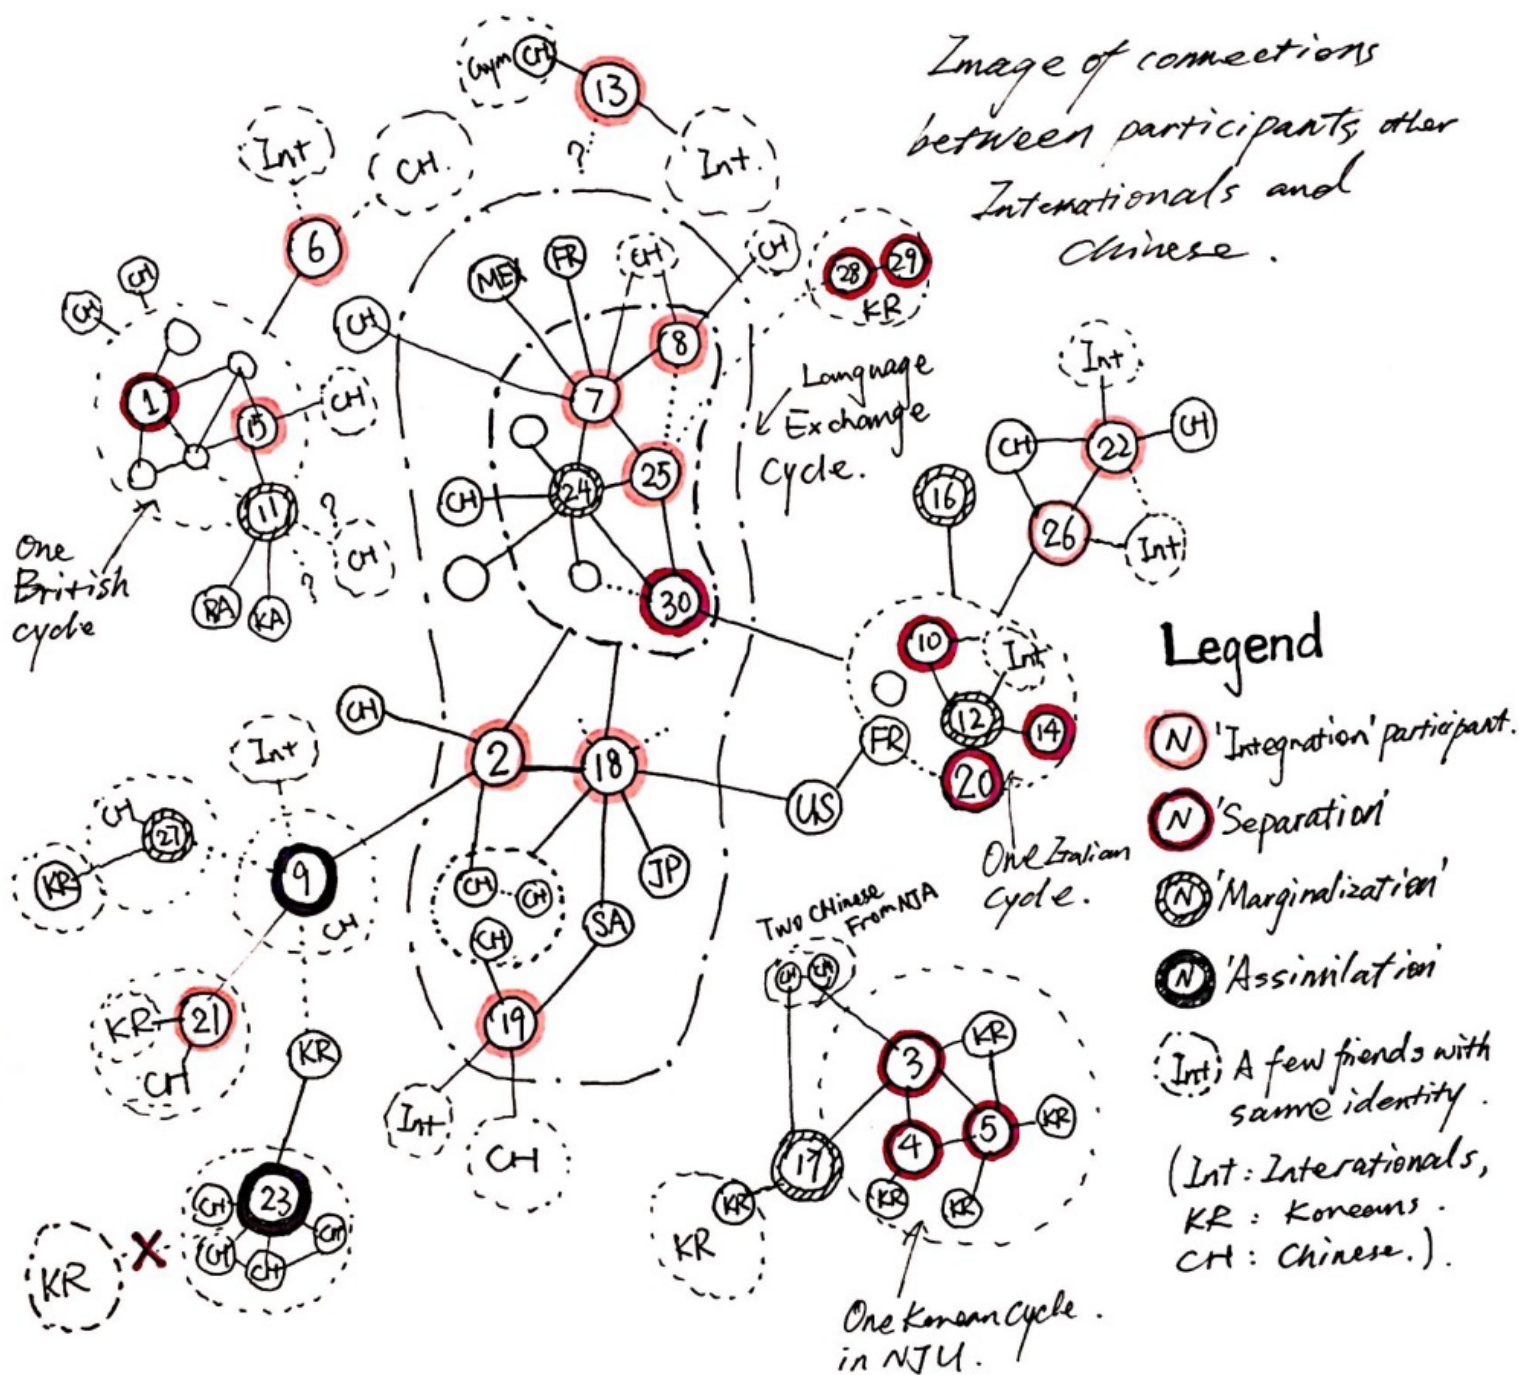 Image of connections
between participants, other
Internationals and
Chinese.
Gym
CH
13
?
Int.
Int
CH.
6
CH
CH
1
15
CH
11
?
?
CH
RA
KA
One
British
cycle
CH
MEX
FR
CH
CH
8
7
25
24
CH
30
28
29
KR
Language
Exchange
Cycle.
Int
CH
22
CH
16
26
Int
10
Int
12
14
FR
20
One Italian
cycle.
US
CH
2
18
Int
CH
27
KR
9
CH
CH
CH
SA
JP
CH
19
Int
CH
KR
21
CH
KR
23
CH
CH
CH
CH
KR
X
Two Chinese
From NJA
CH
CH
3
KR
4
5
KR
17
KR
KR
KR
KR
One Korean cycle.
in NJU.
Legend
N 'Integration' participant.
N 'Separation'
N 'Marginalization'
N 'Assimilation'
Int A few friends with
same identity.
(Int: Interationals,
KR: Koreans.
CH: Chinese.).